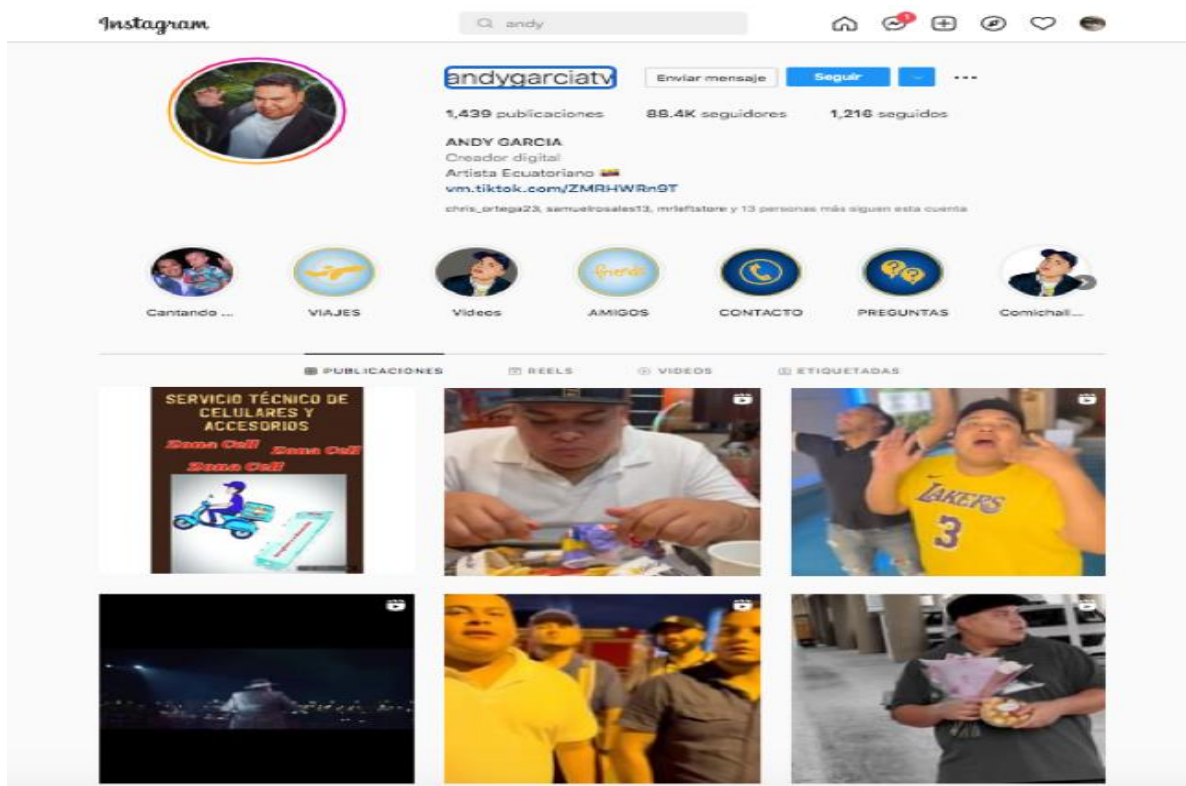 Instagram
andy
1
andygarciatv Enviar mensaje Seguir
1,439 publicaciones 88.4K seguidores 1,216 seguidos
ANDY GARCIA
Creador digital
Artista Ecuatoriano
vm.tiktok.com/ZMRHWRn9T
chris_ortega23, samuelrosales13, mrleftstore y 13 personas más siguen esta cuenta
friends
Cantando ... VIAJES Videos AMIGOS CONTACTO PREGUNTAS Comichall...
PUBLICACIONES REELS VIDEOS ETIQUETADAS
SERVICIO TÉCNICO DE
CELULARES Y
ACCESORIOS
Zona Cell Zona Cell
Zona Cell
LAKERS
3